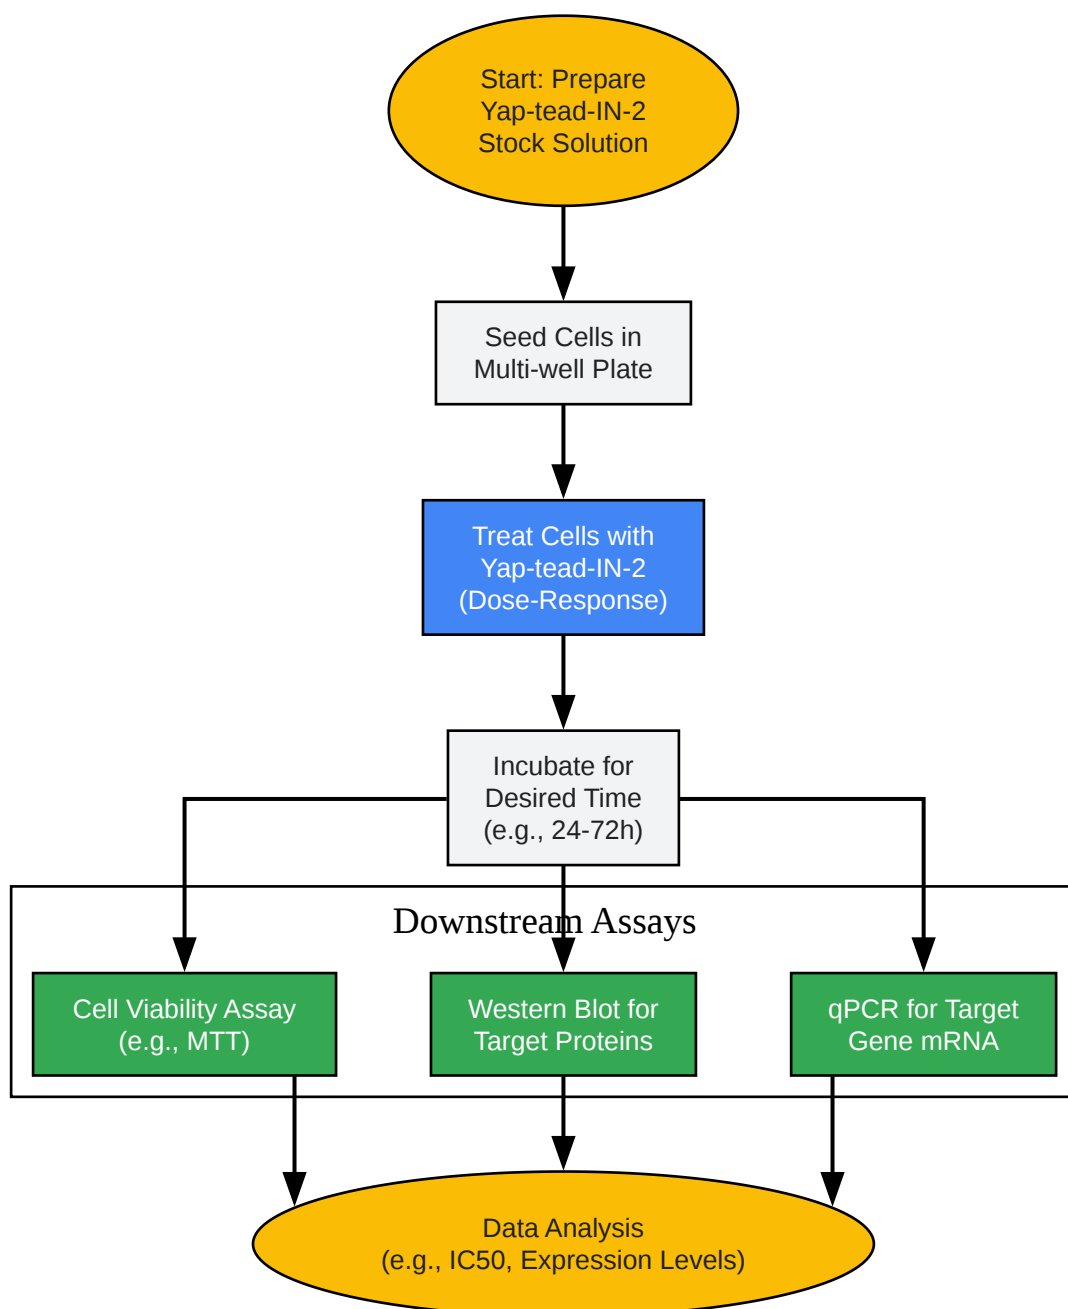 Start: Prepare
Yap-tead-IN-2
Stock Solution
Seed Cells in
Multi-well Plate
Treat Cells with
Yap-tead-IN-2
(Dose-Response)
Incubate for
Desired Time
(e.g., 24-72h)
Downstream Assays
Cell Viability Assay
(e.g., MTT)
Western Blot for
Target Proteins
qPCR for Target
Gene mRNA
Data Analysis
(e.g., IC50, Expression Levels)